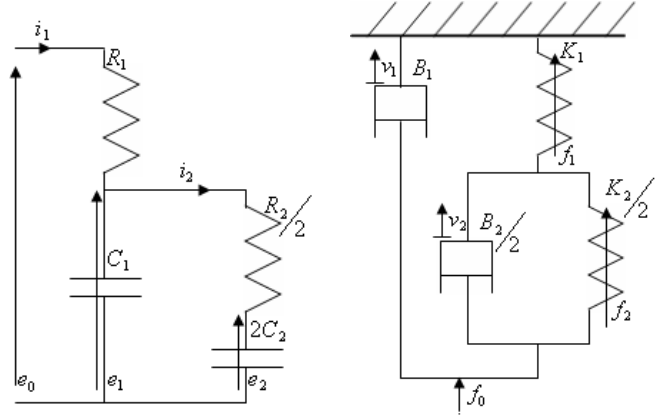 i₁
R₁
i₂
R₂/2
C₁
2C₂
e₀
e₁
e₂
K₁
v₁
B₁
f₁
K₂/2
v₂
B₂/2
f₂
f₀